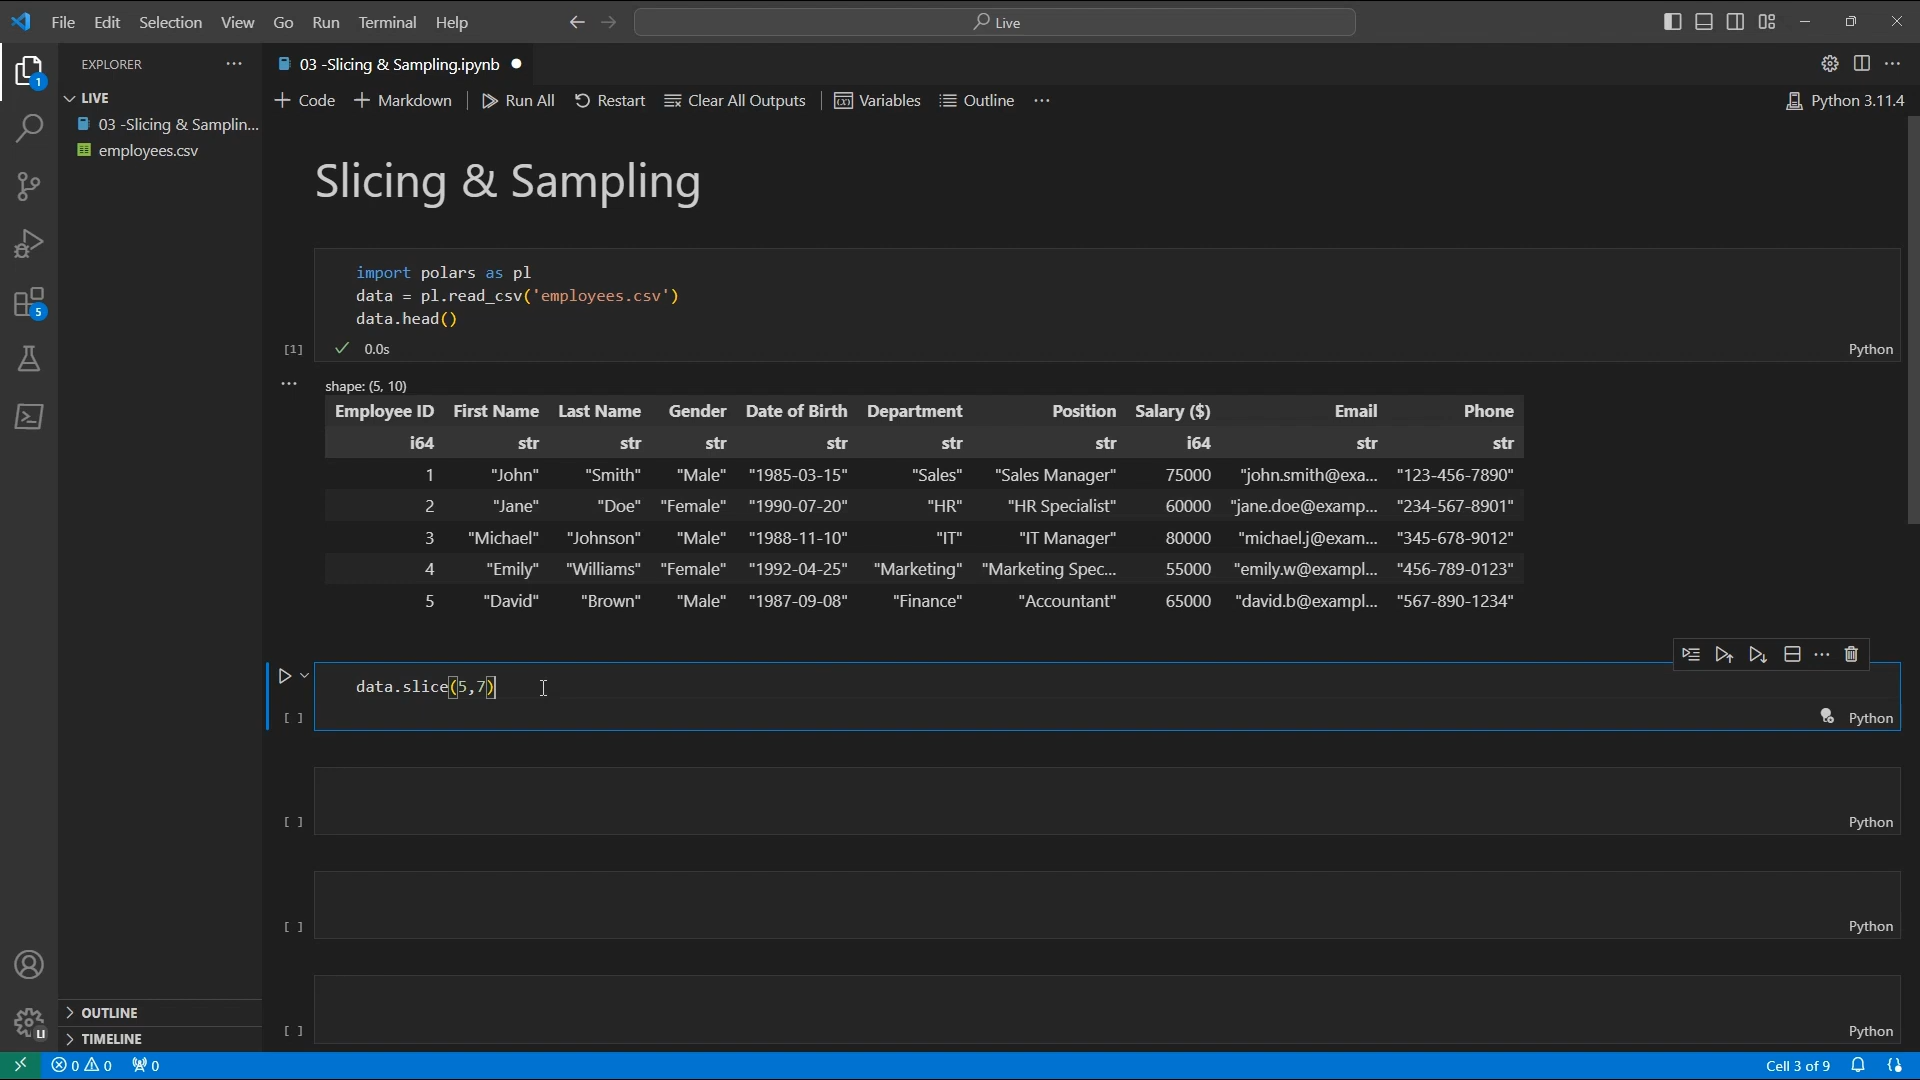 File Edit Selection View Go Run Terminal Help
Live
EXPLORER
03 -Slicing & Sampling.ipynb
1
LIVE
03 -Slicing & Samplin...
employees.csv
5
OUTLINE
TIMELINE
Code Markdown Run All Restart Clear All Outputs Variables Outline ...
Python 3.11.4
Slicing & Sampling
import polars as pl
data = pl.read_csv('employees.csv')
data.head()
[1] 0.0s Python
shape: (5, 10)
Employee ID First Name Last Name Gender Date of Birth Department Position Salary ($) Email Phone
i64 str str str str str str i64 str str
1 "John" "Smith" "Male" "1985-03-15" "Sales" "Sales Manager" 75000 "john.smith@exa... "123-456-7890"
2 "Jane" "Doe" "Female" "1990-07-20" "HR" "HR Specialist" 60000 "jane.doe@examp... "234-567-8901"
3 "Michael" "Johnson" "Male" "1988-11-10" "IT" "IT Manager" 80000 "michael.j@exam... "345-678-9012"
4 "Emily" "Williams" "Female" "1992-04-25" "Marketing" "Marketing Spec... 55000 "emily.w@exampl... "456-789-0123"
5 "David" "Brown" "Male" "1987-09-08" "Finance" "Accountant" 65000 "david.b@exampl... "567-890-1234"
data.slice(5,7)
[ ] Python
[ ] Python
[ ] Python
[ ] Python
U
0 0 0
Cell 3 of 9